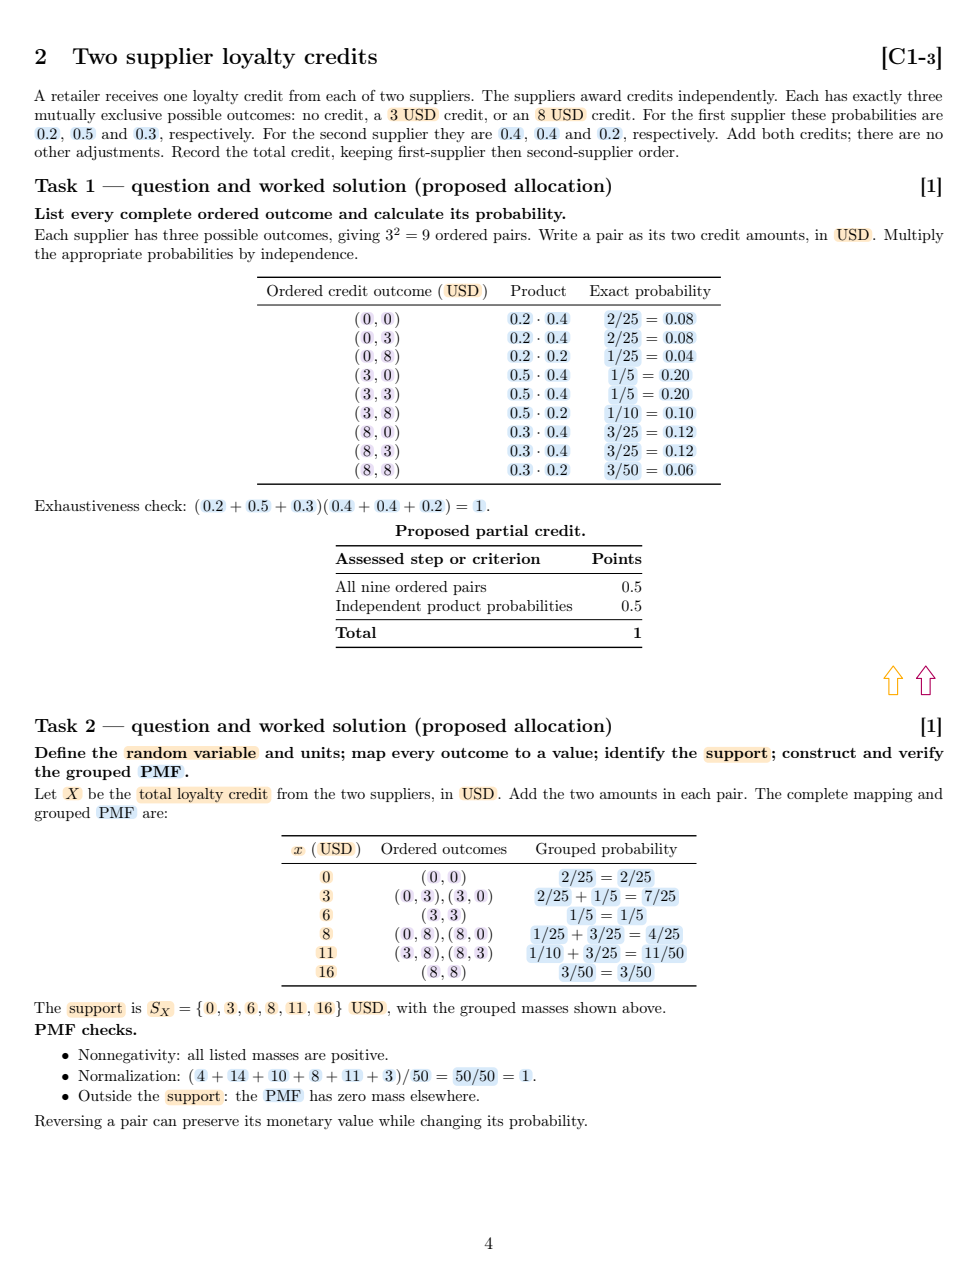 2 Two supplier loyalty credits [C1-3]
A retailer receives one loyalty credit from each of two suppliers. The suppliers award credits independently. Each has exactly three
mutually exclusive possible outcomes: no credit, a 3 USD credit, or an 8 USD credit. For the first supplier these probabilities are
0.2, 0.5 and 0.3, respectively. For the second supplier they are 0.4, 0.4 and 0.2, respectively. Add both credits; there are no
other adjustments. Record the total credit, keeping first-supplier then second-supplier order.
Task 1 — question and worked solution (proposed allocation) [1]
List every complete ordered outcome and calculate its probability.
Each supplier has three possible outcomes, giving 3² = 9 ordered pairs. Write a pair as its two credit amounts, in USD. Multiply
the appropriate probabilities by independence.
Ordered credit outcome (USD) Product Exact probability
(0, 0) 0.2 · 0.4 2/25 = 0.08
(0, 3) 0.2 · 0.4 2/25 = 0.08
(0, 8) 0.2 · 0.2 1/25 = 0.04
(3, 0) 0.5 · 0.4 1/5 = 0.20
(3, 3) 0.5 · 0.4 1/5 = 0.20
(3, 8) 0.5 · 0.2 1/10 = 0.10
(8, 0) 0.3 · 0.4 3/25 = 0.12
(8, 3) 0.3 · 0.4 3/25 = 0.12
(8, 8) 0.3 · 0.2 3/50 = 0.06
Exhaustiveness check: (0.2 + 0.5 + 0.3)(0.4 + 0.4 + 0.2) = 1.
Proposed partial credit.
Assessed step or criterion Points
All nine ordered pairs 0.5
Independent product probabilities 0.5
Total 1
Task 2 — question and worked solution (proposed allocation) [1]
Define the random variable and units; map every outcome to a value; identify the support; construct and verify
the grouped PMF.
Let X be the total loyalty credit from the two suppliers, in USD. Add the two amounts in each pair. The complete mapping and
grouped PMF are:
x (USD) Ordered outcomes Grouped probability
0 (0, 0) 2/25 = 2/25
3 (0, 3), (3, 0) 2/25 + 1/5 = 7/25
6 (3, 3) 1/5 = 1/5
8 (0, 8), (8, 0) 1/25 + 3/25 = 4/25
11 (3, 8), (8, 3) 1/10 + 3/25 = 11/50
16 (8, 8) 3/50 = 3/50
The support is S_X = {0, 3, 6, 8, 11, 16} USD, with the grouped masses shown above.
PMF checks.
• Nonnegativity: all listed masses are positive.
• Normalization: (4 + 14 + 10 + 8 + 11 + 3)/50 = 50/50 = 1.
• Outside the support: the PMF has zero mass elsewhere.
Reversing a pair can preserve its monetary value while changing its probability.
4